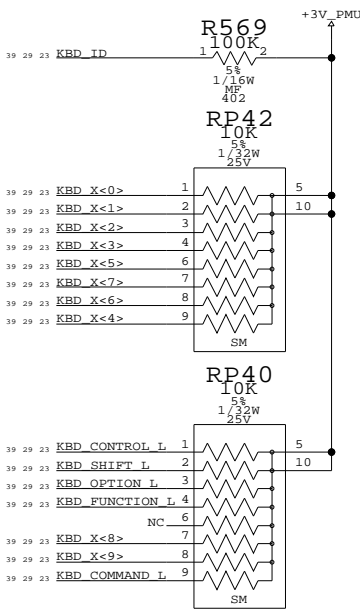 +3V_PMU
R569
100K
39 29 23 KBD_ID 1 2
5%
1/16W
MF
402
RP42
10K
5%
1/32W
25V
39 29 23 KBD_X<0> 1 5
39 29 23 KBD_X<1> 2 10
39 29 23 KBD_X<2> 3
39 29 23 KBD_X<3> 4
39 29 23 KBD_X<5> 6
39 29 23 KBD_X<7> 7
39 29 23 KBD_X<6> 8
39 29 23 KBD_X<4> 9
SM
RP40
10K
5%
1/32W
25V
39 29 23 KBD_CONTROL_L 1 5
39 29 23 KBD_SHIFT_L 2 10
39 29 23 KBD_OPTION_L 3
39 29 23 KBD_FUNCTION_L 4
NC 6
39 29 23 KBD_X<8> 7
39 29 23 KBD_X<9> 8
39 29 23 KBD_COMMAND_L 9
SM